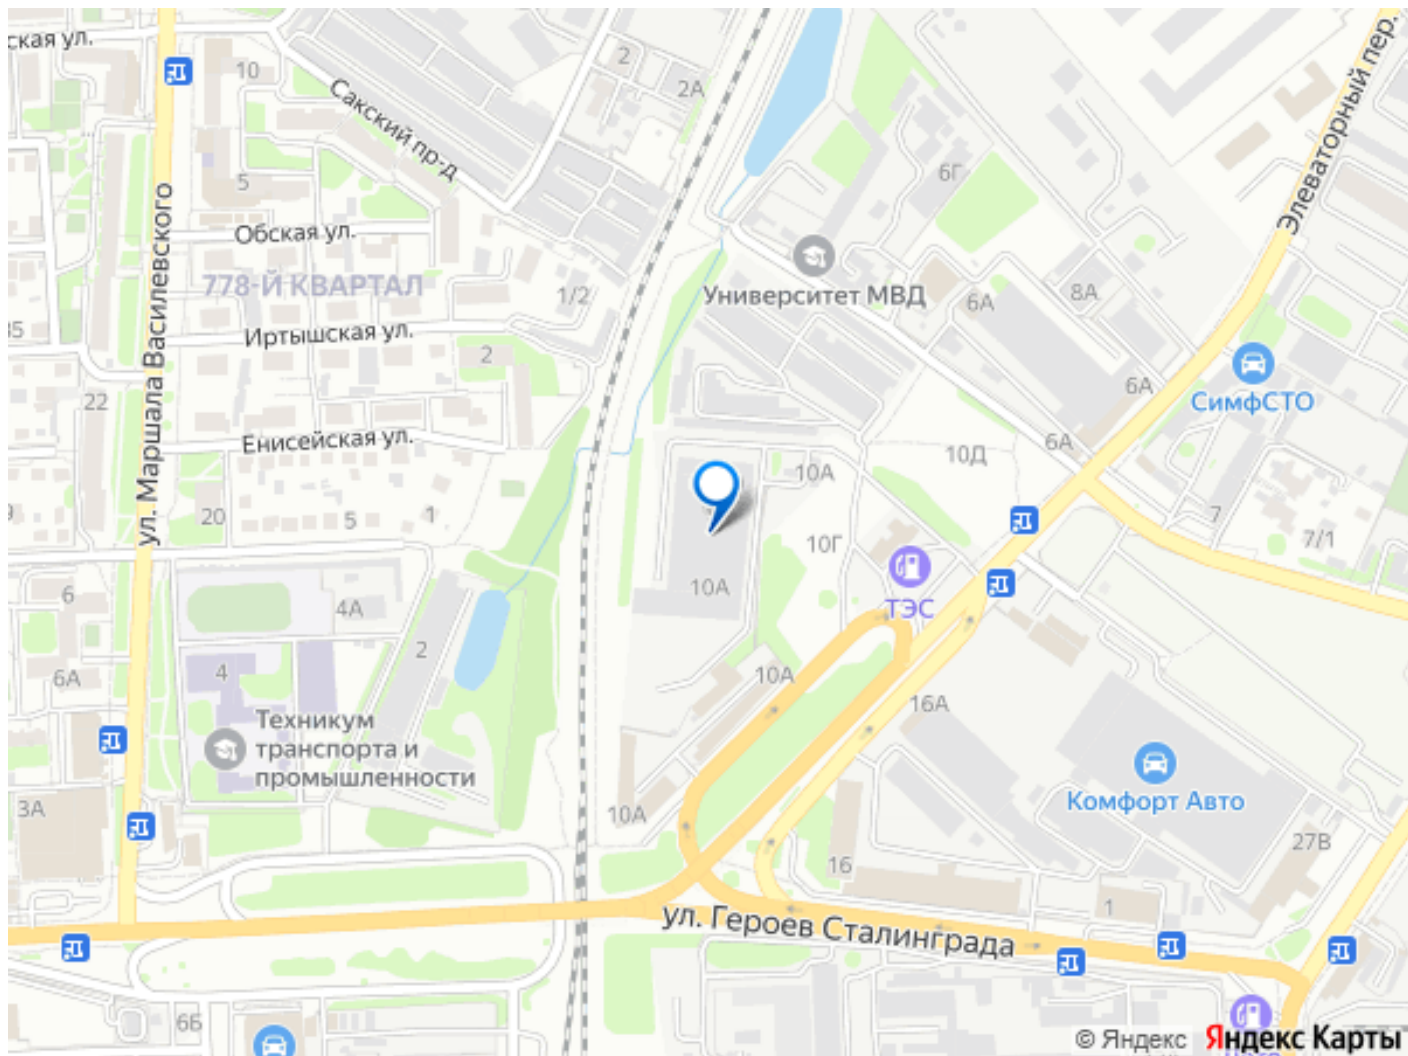 ская ул.
10
2
2А
Сакский пр-д
Элеваторный пер.
5
6Г
Обская ул.
ул. Маршала Василевского
778-Й КВАРТАЛ
1/2
Университет МВД
6А
8А
35
Иртышская ул.
2
6А
СимфСТО
22
Енисейская ул.
6А
10Д
10А
9
20
5
1
7
7/1
10Г
10А
ТЭС
6
4А
2
4
6А
10А
16А
Техникум
транспорта и
промышленности
Комфорт Авто
3А
10А
27В
16
1
ул. Героев Сталинграда
6Б
© Яндекс Яндекс Карты